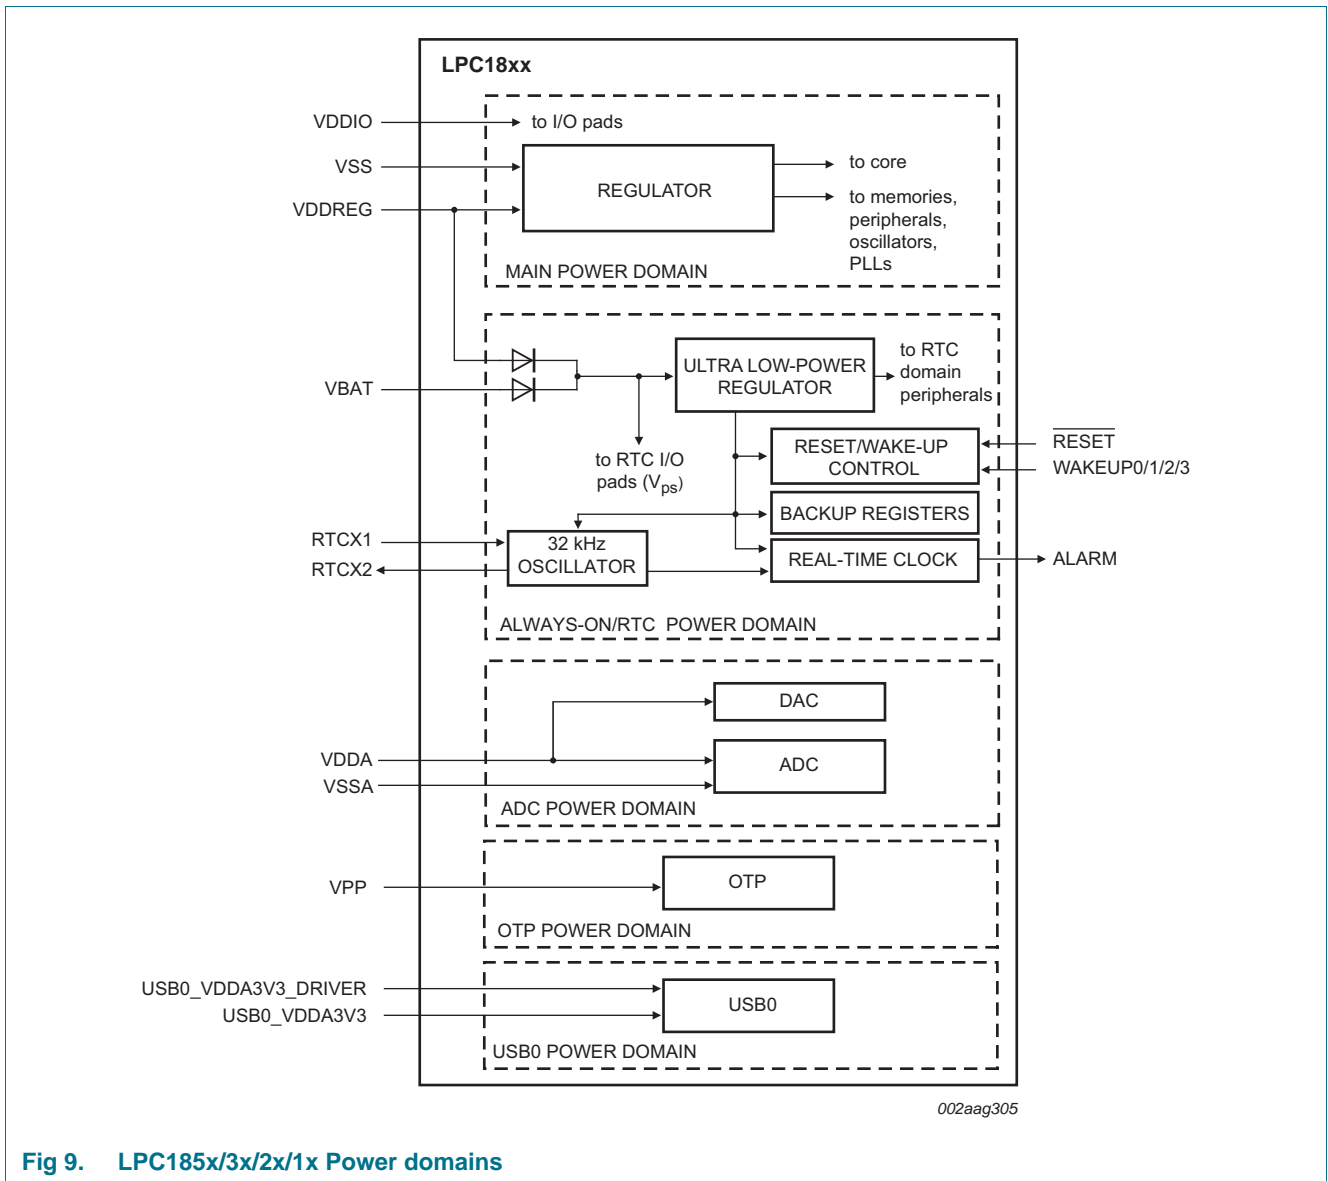 LPC18xx
VDDIO
to I/O pads
VSS
REGULATOR
to core
VDDREG
to memories,
peripherals,
oscillators,
PLLs
MAIN POWER DOMAIN
VBAT
ULTRA LOW-POWER
REGULATOR
to RTC
domain
peripherals
to RTC I/O
pads (Vps)
RESET/WAKE-UP
CONTROL
RESET
WAKEUP0/1/2/3
BACKUP REGISTERS
RTCX1
RTCX2
32 kHz
OSCILLATOR
REAL-TIME CLOCK
ALARM
ALWAYS-ON/RTC POWER DOMAIN
DAC
VDDA
VSSA
ADC
ADC POWER DOMAIN
VPP
OTP
OTP POWER DOMAIN
USB0_VDDA3V3_DRIVER
USB0_VDDA3V3
USB0
USB0 POWER DOMAIN
002aag305
Fig 9. LPC185x/3x/2x/1x Power domains